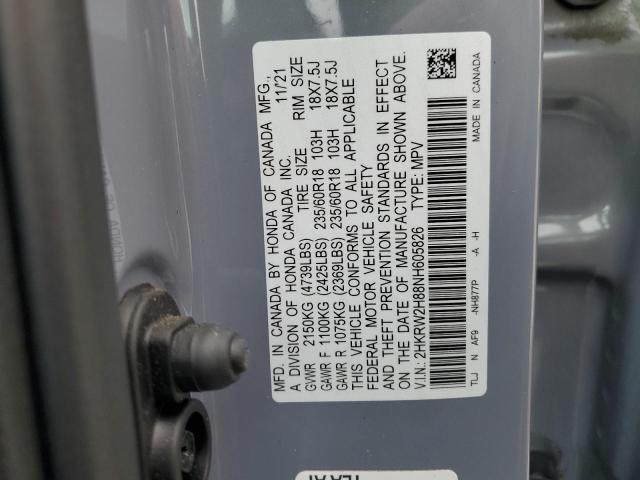 MFD. IN CANADA BY HONDA OF CANADA MFG.,
A DIVISION OF HONDA CANADA INC. 11/21
GVWR 2150KG (4739LBS) TIRE SIZE RIM SIZE
GAWR F 1100KG (2425LBS) 235/60R18 103H 18X7.5J
GAWR R 1075KG (2369LBS) 235/60R18 103H 18X7.5J
THIS VEHICLE CONFORMS TO ALL APPLICABLE
FEDERAL MOTOR VEHICLE SAFETY
AND THEFT PREVENTION STANDARDS IN EFFECT
ON THE DATE OF MANUFACTURE SHOWN ABOVE.
V.I.N.: 2HKRW2H88NH605826 TYPE: MPV
TLJ N AF9 -NH877P -A -H MADE IN CANADA